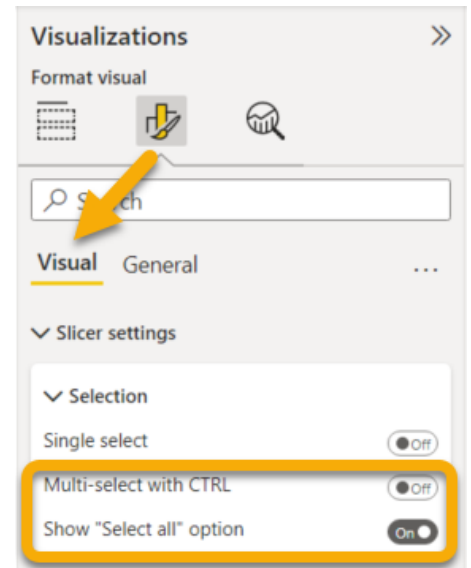 Visualizations
Format visual
Visual General
Slicer settings
Selection
Single select Off
Multi-select with CTRL Off
Show "Select all" option On